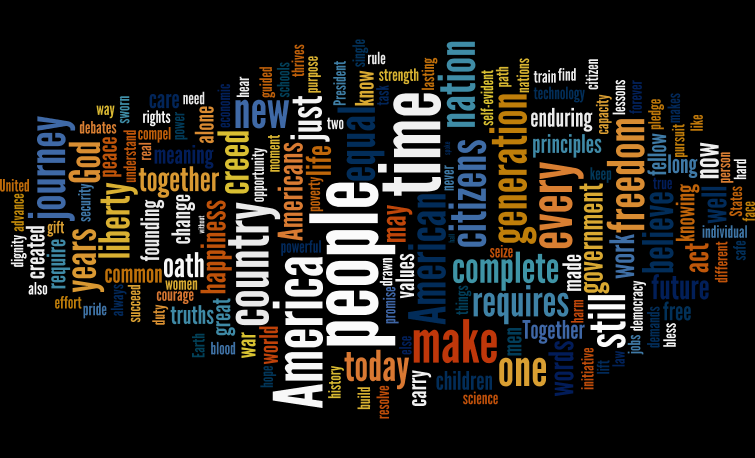 United
advance
dignity
created
also
journey
gift
require
effort
years
God
security
pride
way
debates
peace
liberty
sworn
understand
compel
real
common
always
succeed
care
rights
power
need
meaning
together
founding
change
without
oath
women
courage
duty
truths
alone
happiness
great
Earth
blood
economic
hear
new
creed
opportunity
country
war
world
hope
guided
moment
schools
Americans
powerful
America
thrives
purpose
just
life
poverty
two
people
history
President
single
rule
know
task
strength
equal
may
drawn
promise
values
today
build
resolve
else
carry
time
lasting
American
make
children
science
nation
never
citizens
complete
things
requires
self-evident
path
nations
generation
seize
one
men
Together
words
train
find
technology
enduring
principles
every
made
harm
initiative
citizen
capacity
lessons
government
keep
still
lift
law
forever
freedom
work
democracy
jobs
pledge
fellow
believe
true
demands
makes
pursuit
long
knowing
act
future
free
bless
like
now
well
person
hard
States
individual
different
face
safe